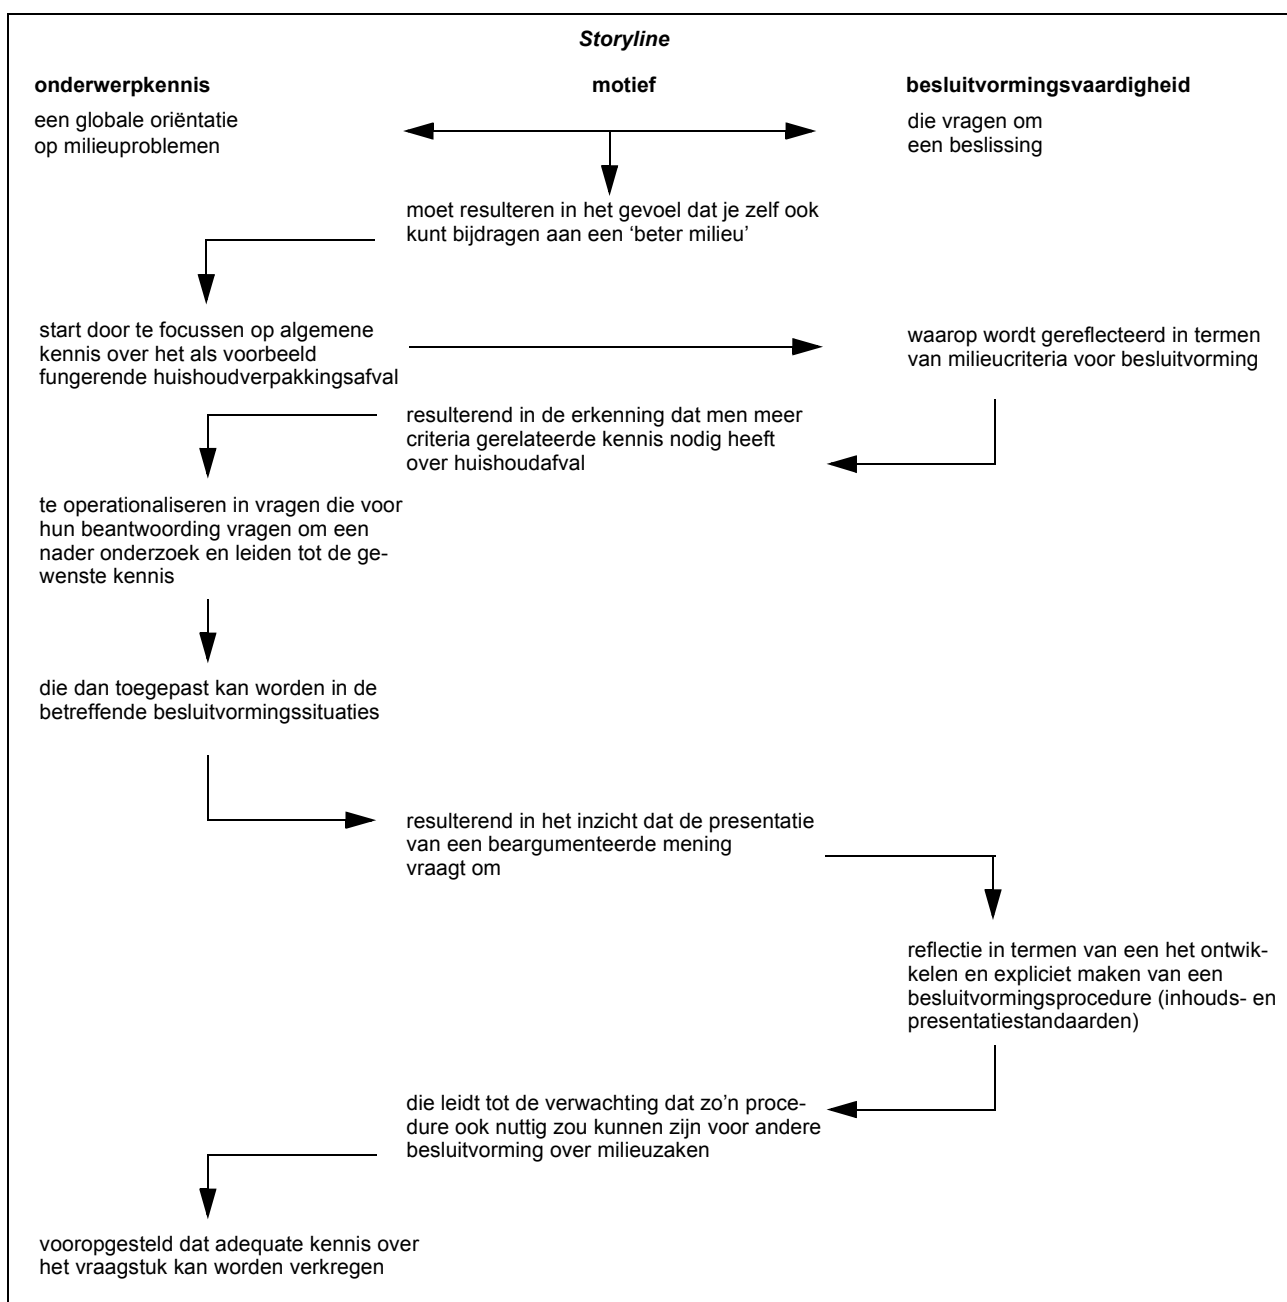 Storyline
onderwerpkennis
motief
besluitvormingsvaardigheid
een globale oriëntatie
op milieuproblemen
die vragen om
een beslissing
moet resulteren in het gevoel dat je zelf ook
kunt bijdragen aan een ‘beter milieu’
start door te focussen op algemene
kennis over het als voorbeeld
fungerende huishoudverpakkingsafval
waarop wordt gereflecteerd in termen
van milieucriteria voor besluitvorming
resulterend in de erkenning dat men meer
criteria gerelateerde kennis nodig heeft
over huishoudafval
te operationaliseren in vragen die voor
hun beantwoording vragen om een
nader onderzoek en leiden tot de ge-
wenste kennis
die dan toegepast kan worden in de
betreffende besluitvormingssituaties
resulterend in het inzicht dat de presentatie
van een beargumenteerde mening
vraagt om
reflectie in termen van een het ontwik-
kelen en expliciet maken van een
besluitvormingsprocedure (inhouds- en
presentatiestandaarden)
die leidt tot de verwachting dat zo’n proce-
dure ook nuttig zou kunnen zijn voor andere
besluitvorming over milieuzaken
vooropgesteld dat adequate kennis over
het vraagstuk kan worden verkregen